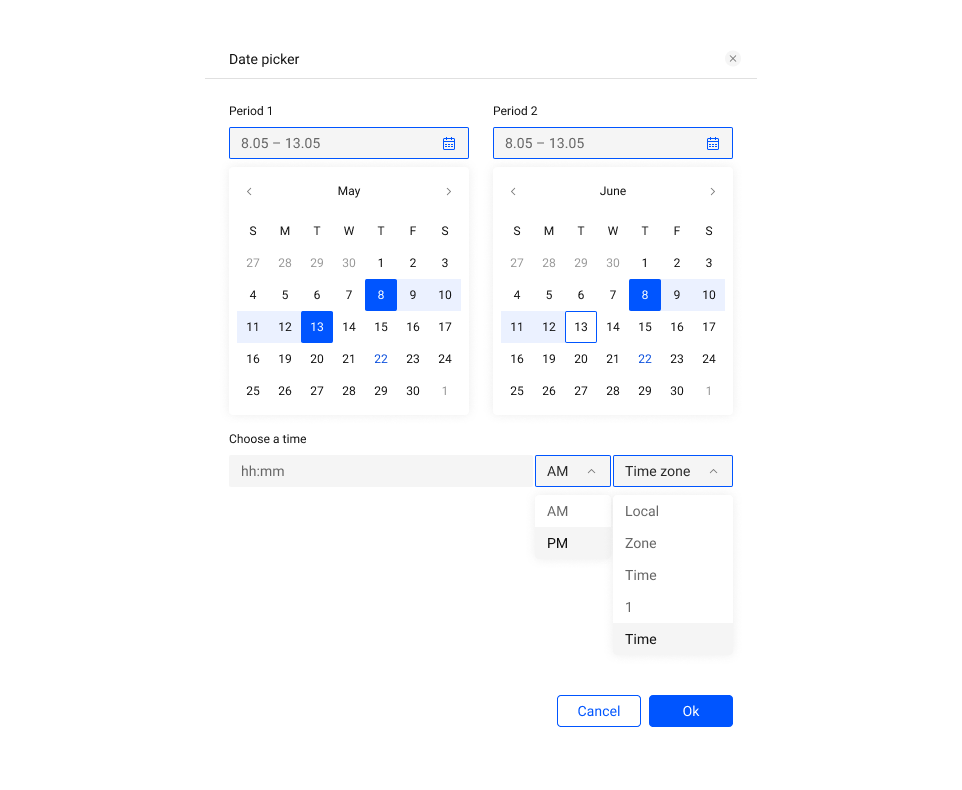 Date picker
Period 1
Period 2
8.05 – 13.05
8.05 – 13.05
May
S M T W T F S
27 28 29 30 1 2 3
4 5 6 7 8 9 10
11 12 13 14 15 16 17
16 19 20 21 22 23 24
25 26 27 28 29 30 1
June
S M T W T F S
27 28 29 30 1 2 3
4 5 6 7 8 9 10
11 12 13 14 15 16 17
16 19 20 21 22 23 24
25 26 27 28 29 30 1
Choose a time
hh:mm
AM
Time zone
AM
PM
Local
Zone
Time
1
Time
Cancel
Ok